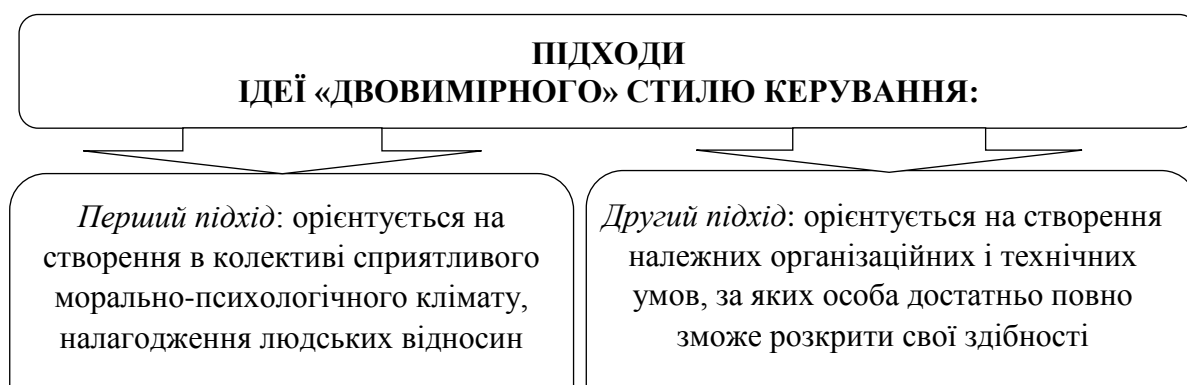 ПІДХОДИ
ІДЕЇ «ДВОВИМІРНОГО» СТИЛЮ КЕРУВАННЯ:
Перший підхід: орієнтується на
створення в колективі сприятливого
морально-психологічного клімату,
налагодження людських відносин
Другий підхід: орієнтується на створення
належних організаційних і технічних
умов, за яких особа достатньо повно
зможе розкрити свої здібності